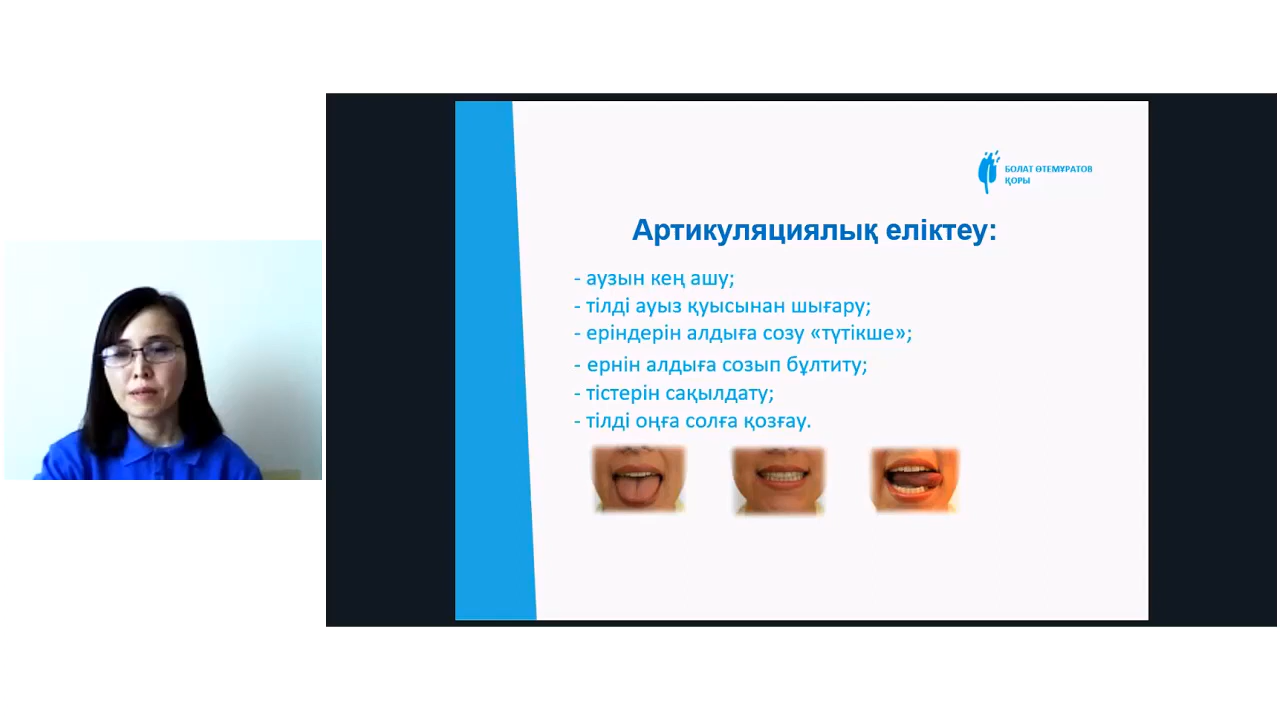 БОЛАТ ӨТЕМҰРАТОВ
ҚОРЫ
Артикуляциялық еліктеу:
- аузын кең ашу;
- тілді ауыз қуысынан шығару;
- еріндерін алдыға созу «түтікше»;
- ернін алдыға созып бұлтиту;
- тістерін сақылдату;
- тілді оңға солға қозғау.